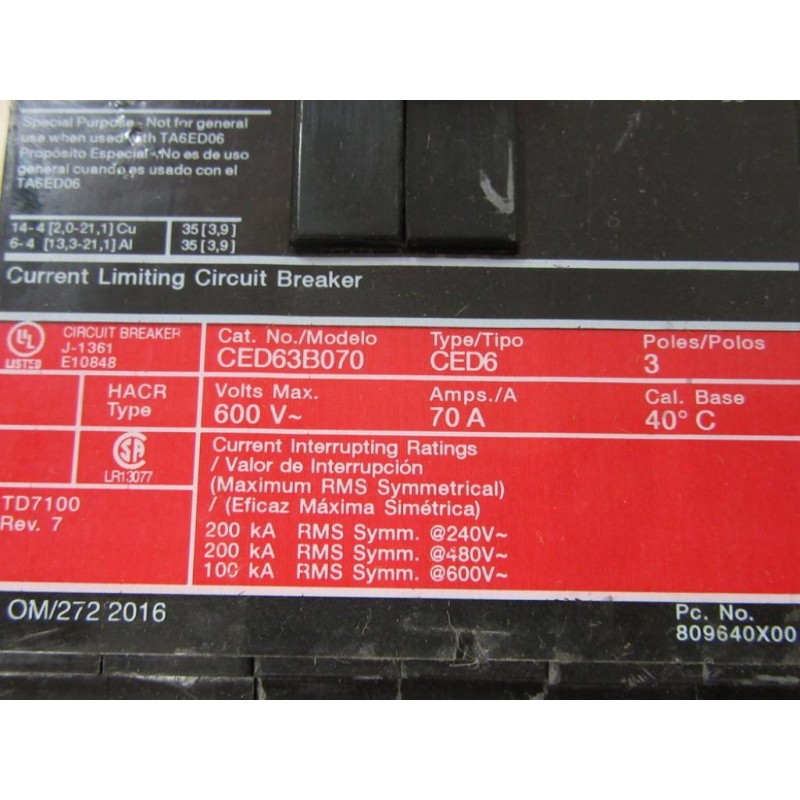 Special Purpose - Not for general
use when used with TA6ED06
Propósito Especial - No es de uso
general cuando es usado con el
TA6ED06
14-4 [2,0-21,1] Cu 35 [3,9]
6-4 [13,3-21,1] Al 35 [3,9]
Current Limiting Circuit Breaker
UL LISTED
CIRCUIT BREAKER
J-1361
E10848
Cat. No./Modelo Type/Tipo Poles/Polos
CED63B070 CED6 3
HACR
Type
Volts Max. Amps./A Cal. Base
600 V~ 70 A 40° C
SA
LR13077
Current Interrupting Ratings
/ Valor de Interrupción
(Maximum RMS Symmetrical)
/ (Eficaz Máxima Simétrica)
TD7100
Rev. 7
200 kA RMS Symm. @240V~
200 kA RMS Symm. @480V~
100 kA RMS Symm. @600V~
OM/272 2016
Pc. No.
809640X00